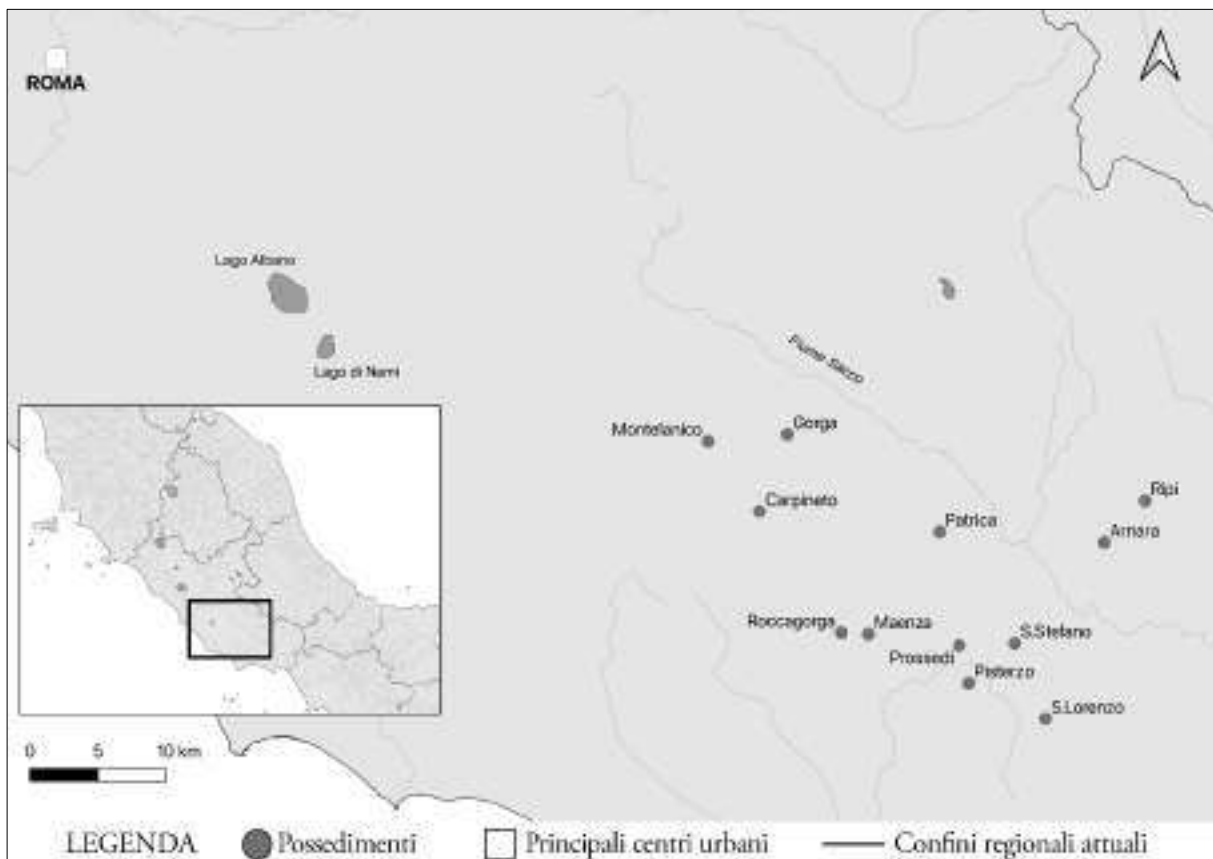 ROMA
Lago Albano
Lago di Nemi
Fiume Sacco
Montelanico
Gorga
Carpineto
Ripi
Patrica
Arnara
Roccagorga
Maenza
S.Stefano
Prossedi
Pisterzo
S.Lorenzo
0 5 10 km
LEGENDA Possedimenti Principali centri urbani Confini regionali attuali